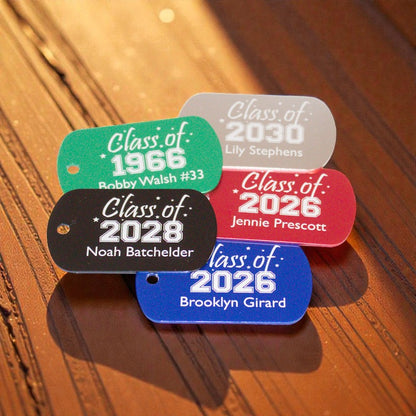 Class of
2030
Lily Stephens
Class of
1966
Bobby Walsh #33
Class of
2026
Jennie Prescott
Class of
2028
Noah Batchelder
Class of
2026
Brooklyn Girard